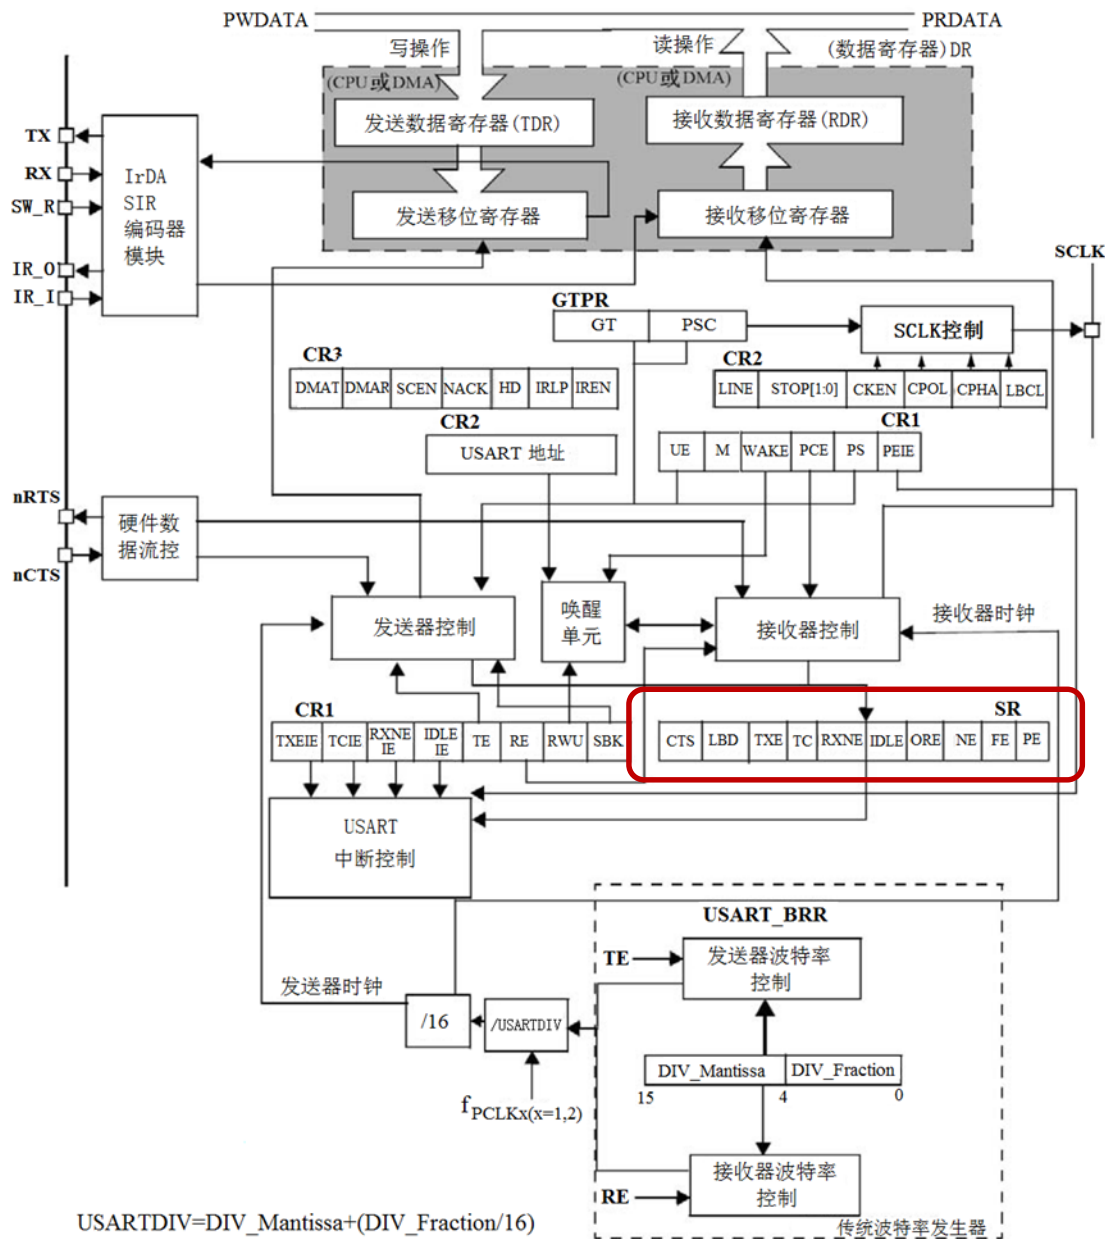 PWDATA
PRDATA
写操作
读操作
(数据寄存器)DR
(CPU或DMA)
(CPU或DMA)
发送数据寄存器(TDR)
接收数据寄存器(RDR)
TX
RX
SW_R
IR_O
IR_I
IrDA
SIR
编码器
模块
发送移位寄存器
接收移位寄存器
SCLK
GTPR
GT
PSC
SCLK控制
CR3
DMAT
DMAR
SCEN
NACK
HD
IRLP
IREN
CR2
LINE
STOP[1:0]
CKEN
CPOL
CPHA
LBCL
CR2
USART 地址
CR1
UE
M
WAKE
PCE
PS
PEIE
nRTS
nCTS
硬件数
据流控
发送器控制
唤醒
单元
接收器控制
接收器时钟
CR1
TXEIE
TCIE
RXNE
IE
IDLE
IE
TE
RE
RWU
SBK
SR
CTS
LBD
TXE
TC
RXNE
IDLE
ORE
NE
FE
PE
USART
中断控制
USART_BRR
TE
发送器波特率
控制
发送器时钟
/16
/USARTDIV
DIV_Mantissa
DIV_Fraction
15
4
0
fPCLKx(x=1,2)
RE
接收器波特率
控制
传统波特率发生器
USARTDIV=DIV_Mantissa+(DIV_Fraction/16)